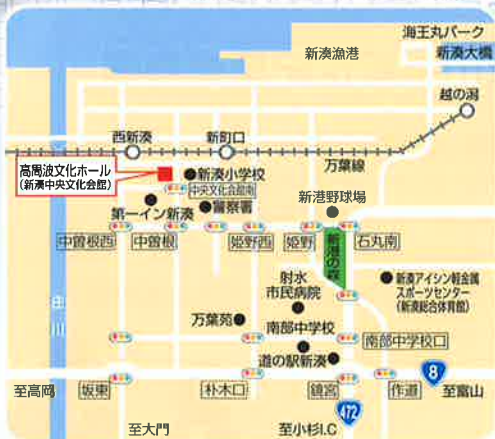 海王丸パーク
新湊漁港
新湊大橋
越の潟
西新湊
新町口
万葉線
高周波文化ホール
(新湊中央文化会館)
新湊小学校
中央文化会館南
新港野球場
第一イン新湊
警察署
中曽根西
中曽根
姫野西
姫野
新港の森
石丸南
射水
市民病院
新湊アイシン軽金属
スポーツセンター
(新湊総合体育館)
万葉苑
南部中学校
南部中学校口
道の駅新湊
川
8
至高岡
坂東
朴木口
鏡宮
作道
至富山
472
至大門
至小杉I.C